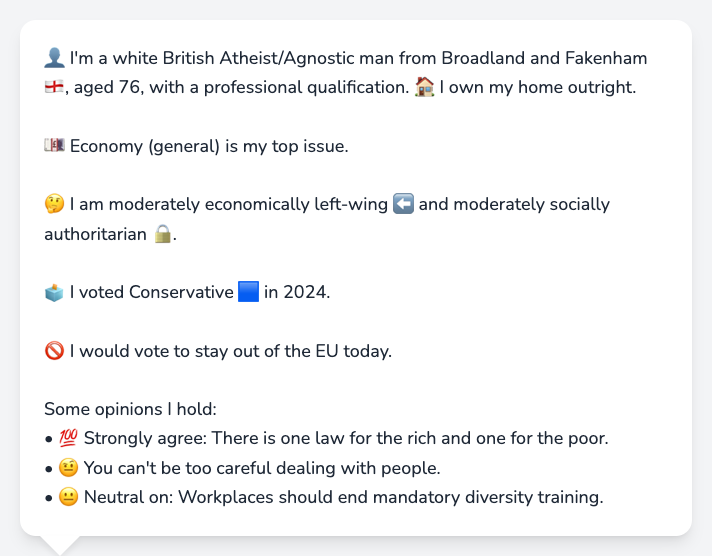 👤 I'm a white British Atheist/Agnostic man from Broadland and Fakenham
🏴󠁧󠁢󠁥󠁮󠁧󠁿, aged 76, with a professional qualification. 🏠 I own my home outright.
💷 Economy (general) is my top issue.
🤔 I am moderately economically left-wing ⬅️ and moderately socially
authoritarian 🔒.
🗳️ I voted Conservative 🟦 in 2024.
🚫 I would vote to stay out of the EU today.
Some opinions I hold:
• 💯 Strongly agree: There is one law for the rich and one for the poor.
• 🤨 You can't be too careful dealing with people.
• 😐 Neutral on: Workplaces should end mandatory diversity training.